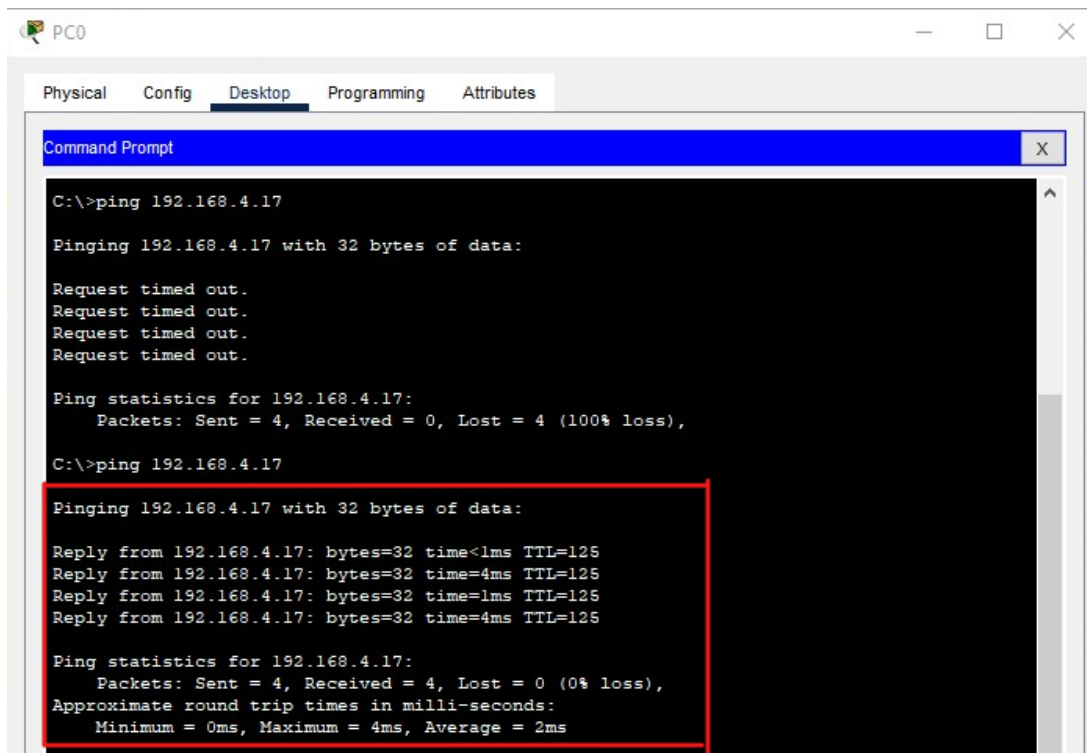 PC0
Physical Config Desktop Programming Attributes
Command Prompt
X
C:\>ping 192.168.4.17
Pinging 192.168.4.17 with 32 bytes of data:
Request timed out.
Request timed out.
Request timed out.
Request timed out.
Ping statistics for 192.168.4.17:
Packets: Sent = 4, Received = 0, Lost = 4 (100% loss),
C:\>ping 192.168.4.17
Pinging 192.168.4.17 with 32 bytes of data:
Reply from 192.168.4.17: bytes=32 time<1ms TTL=125
Reply from 192.168.4.17: bytes=32 time=4ms TTL=125
Reply from 192.168.4.17: bytes=32 time=1ms TTL=125
Reply from 192.168.4.17: bytes=32 time=4ms TTL=125
Ping statistics for 192.168.4.17:
Packets: Sent = 4, Received = 4, Lost = 0 (0% loss),
Approximate round trip times in milli-seconds:
Minimum = 0ms, Maximum = 4ms, Average = 2ms